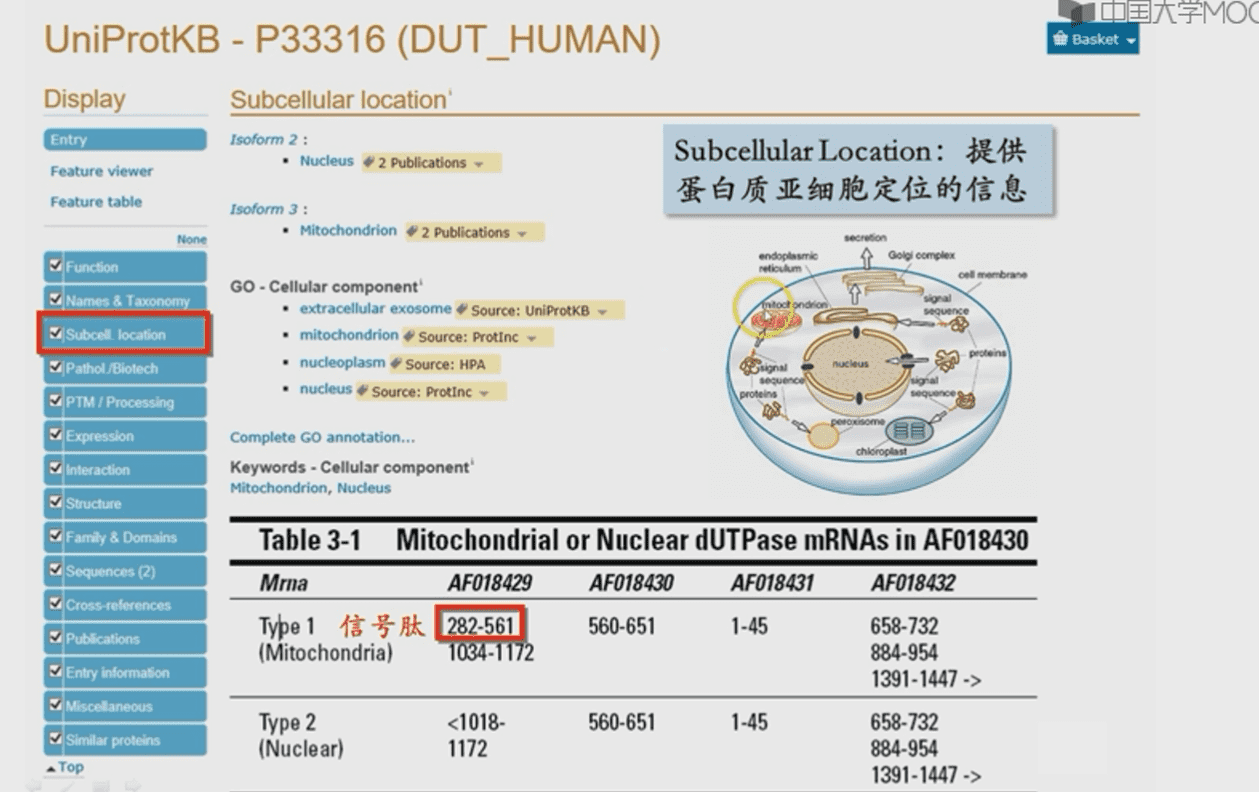 中国大学MOO
UniProtKB - P33316 (DUT_HUMAN)
Basket
Display
Entry
Feature viewer
Feature table
None
Function
Names & Taxonomy
Subcell. location
Pathol./Biotech
PTM / Processing
Expression
Interaction
Structure
Family & Domains
Sequences (2)
Cross-references
Publications
Entry information
Miscellaneous
Similar proteins
Top
Subcellular location i
Isoform 2 :
Nucleus 2 Publications
Isoform 3 :
Mitochondrion 2 Publications
GO - Cellular component i
extracellular exosome Source: UniProtKB
mitochondrion Source: ProtInc
nucleoplasm Source: HPA
nucleus Source: ProtInc
Complete GO annotation...
Keywords - Cellular component i
Mitochondrion, Nucleus
Subcellular Location: 提供
蛋白质亚细胞定位的信息
secretion
endoplasmic
reticulum
Golgi complex
cell membrane
mitochondrion
signal
sequence
proteins
nucleus
signal
sequence
proteins
signal
sequence
peroxisome
chloroplast
Table 3-1 Mitochondrial or Nuclear dUTPase mRNAs in AF018430
Mrna AF018429 AF018430 AF018431 AF018432
Type 1 信号肽 282-561 560-651 1-45 658-732
(Mitochondria) 1034-1172 884-954
1391-1447 ->
Type 2 <1018- 560-651 1-45 658-732
(Nuclear) 1172 884-954
1391-1447 ->